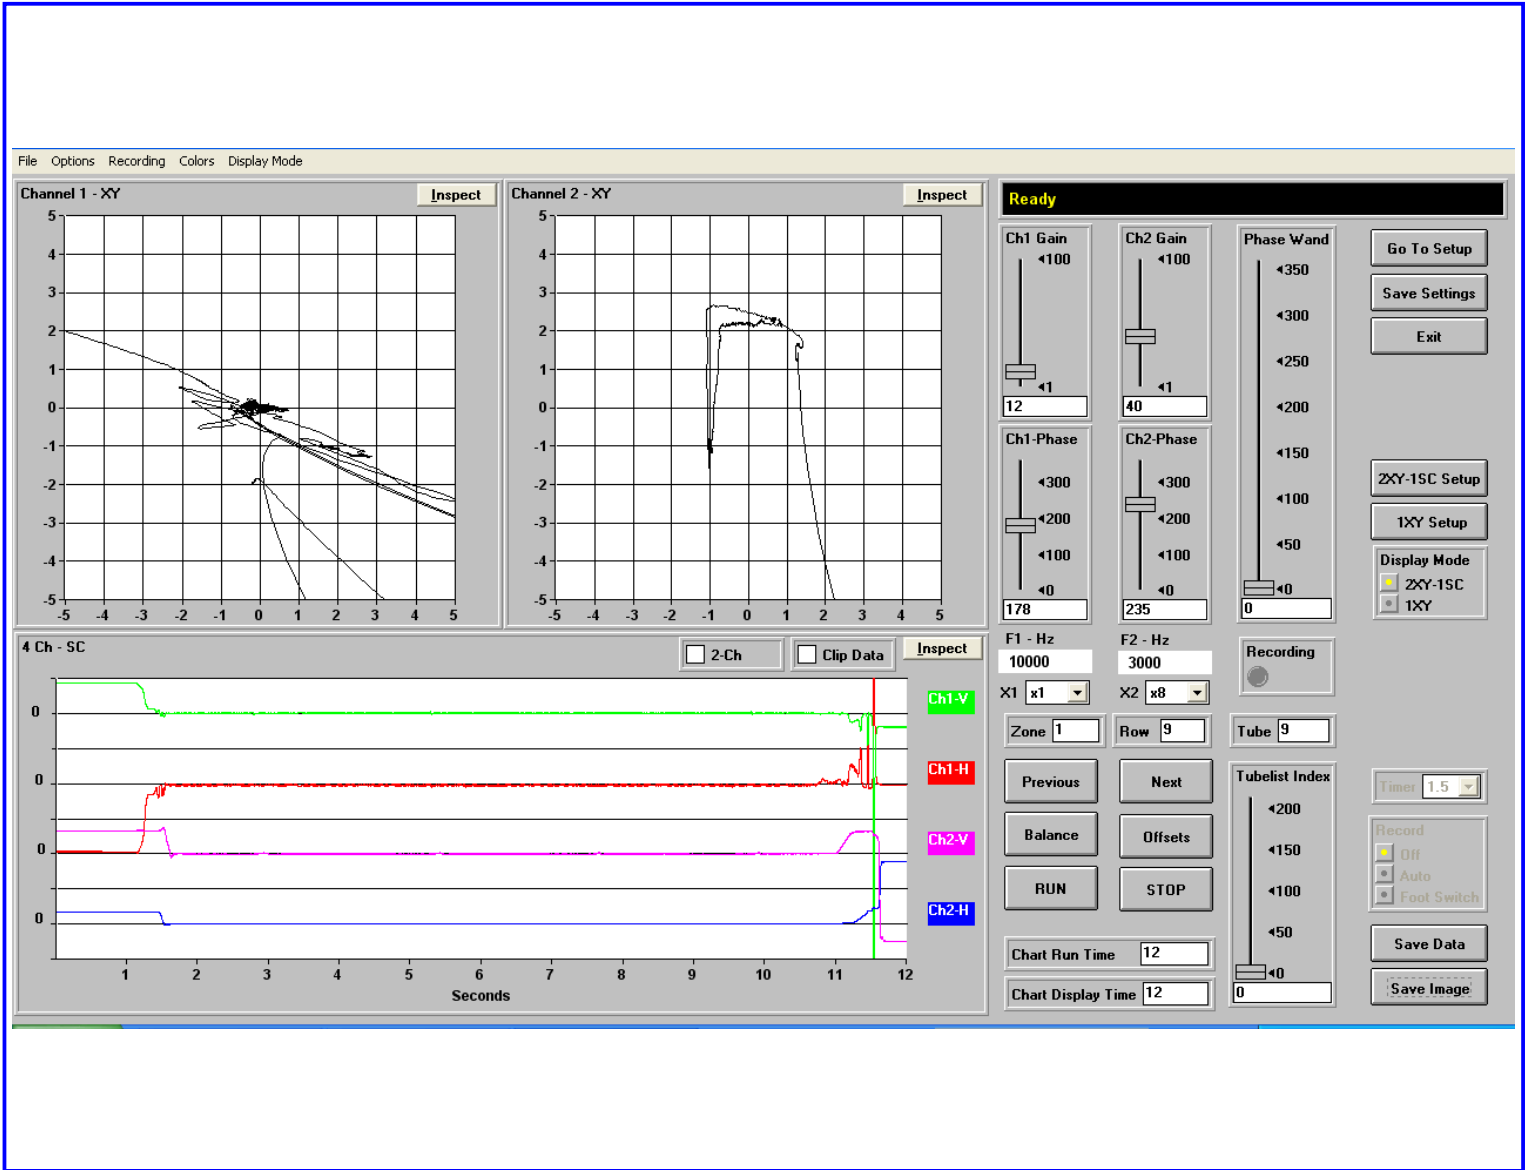 File Options Recording Colors Display Mode
Channel 1 - XY
Inspect
5
4
3
2
1
0
-1
-2
-3
-4
-5
-5 -4 -3 -2 -1 0 1 2 3 4 5
Channel 2 - XY
Inspect
5
4
3
2
1
0
-1
-2
-3
-4
-5
-5 -4 -3 -2 -1 0 1 2 3 4 5
4 Ch - SC
2-Ch
Clip Data
Inspect
0
0
0
0
Ch1-V
Ch1-H
Ch2-V
Ch2-H
1 2 3 4 5 6 7 8 9 10 11 12
Seconds
Ready
Ch1 Gain
100
1
12
Ch2 Gain
100
1
40
Phase Wand
350
300
250
200
150
100
50
0
0
Ch1-Phase
300
200
100
0
178
Ch2-Phase
300
200
100
0
235
Go To Setup
Save Settings
Exit
2XY-1SC Setup
1XY Setup
Display Mode
2XY-1SC
1XY
F1 - Hz
10000
F2 - Hz
3000
X1 x1
X2 x8
Recording
Zone 1
Row 9
Tube 9
Previous
Next
Balance
Offsets
RUN
STOP
Tubelist Index
200
150
100
50
0
0
Timer 1.5
Record
Off
Auto
Foot Switch
Chart Run Time 12
Chart Display Time 12
Save Data
Save Image